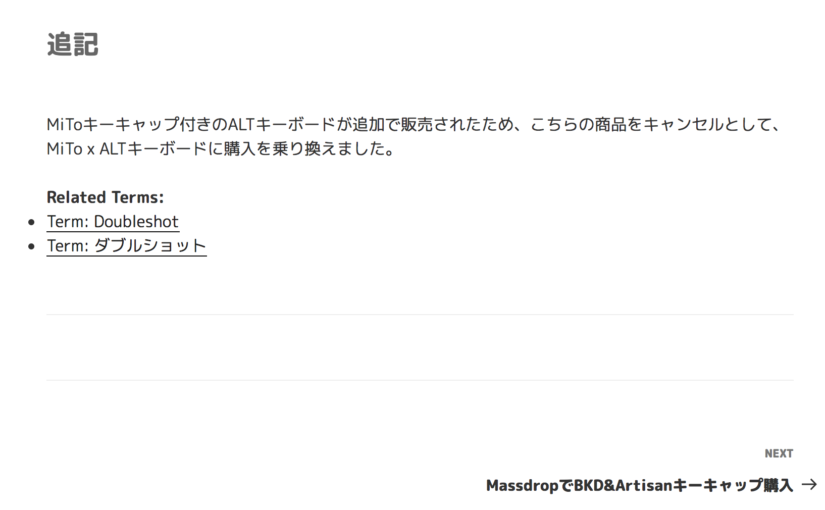 追記
MiToキーキャップ付きのALTキーボードが追加で販売されたため、こちらの商品をキャンセルとして、
MiTo x ALTキーボードに購入を乗り換えました。
Related Terms:
Term: Doubleshot
Term: ダブルショット
NEXT
MassdropでBKD&Artisanキーキャップ購入 →